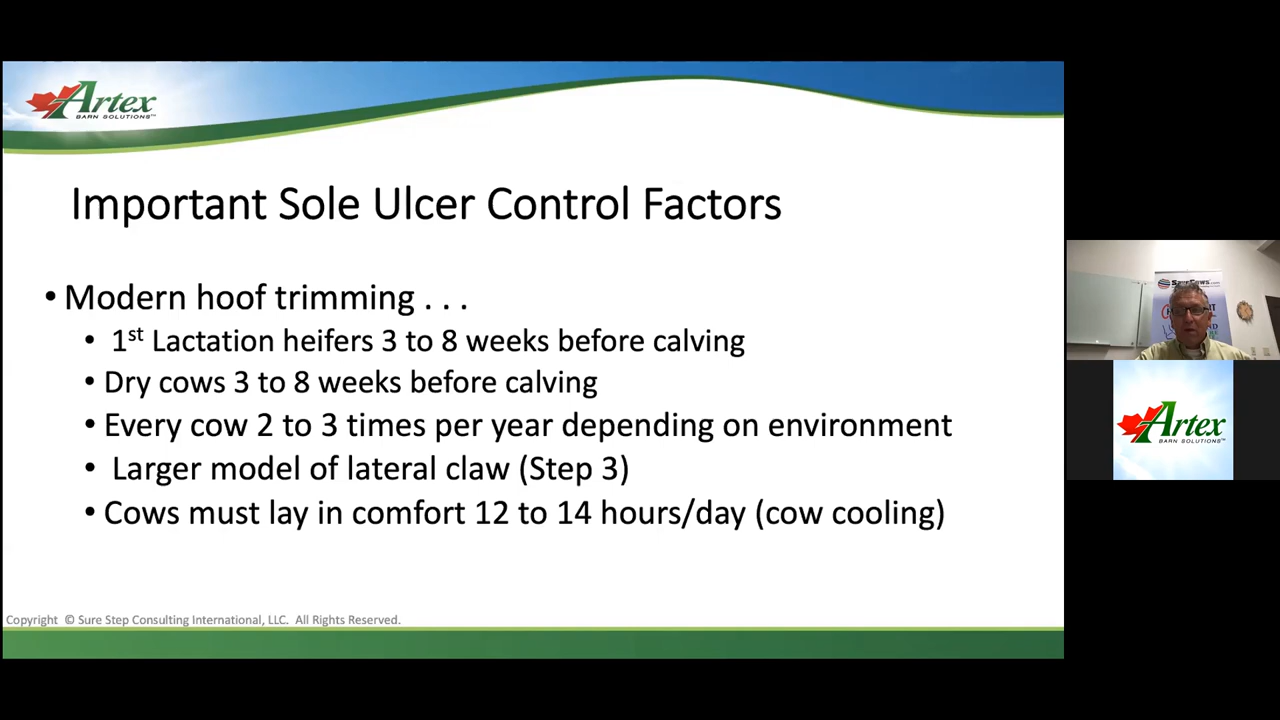 Artex
BARN SOLUTIONS™
Important Sole Ulcer Control Factors
• Modern hoof trimming . . .
• 1st Lactation heifers 3 to 8 weeks before calving
• Dry cows 3 to 8 weeks before calving
• Every cow 2 to 3 times per year depending on environment
• Larger model of lateral claw (Step 3)
• Cows must lay in comfort 12 to 14 hours/day (cow cooling)
Copyright © Sure Step Consulting International, LLC. All Rights Reserved.
Artex
BARN SOLUTIONS™